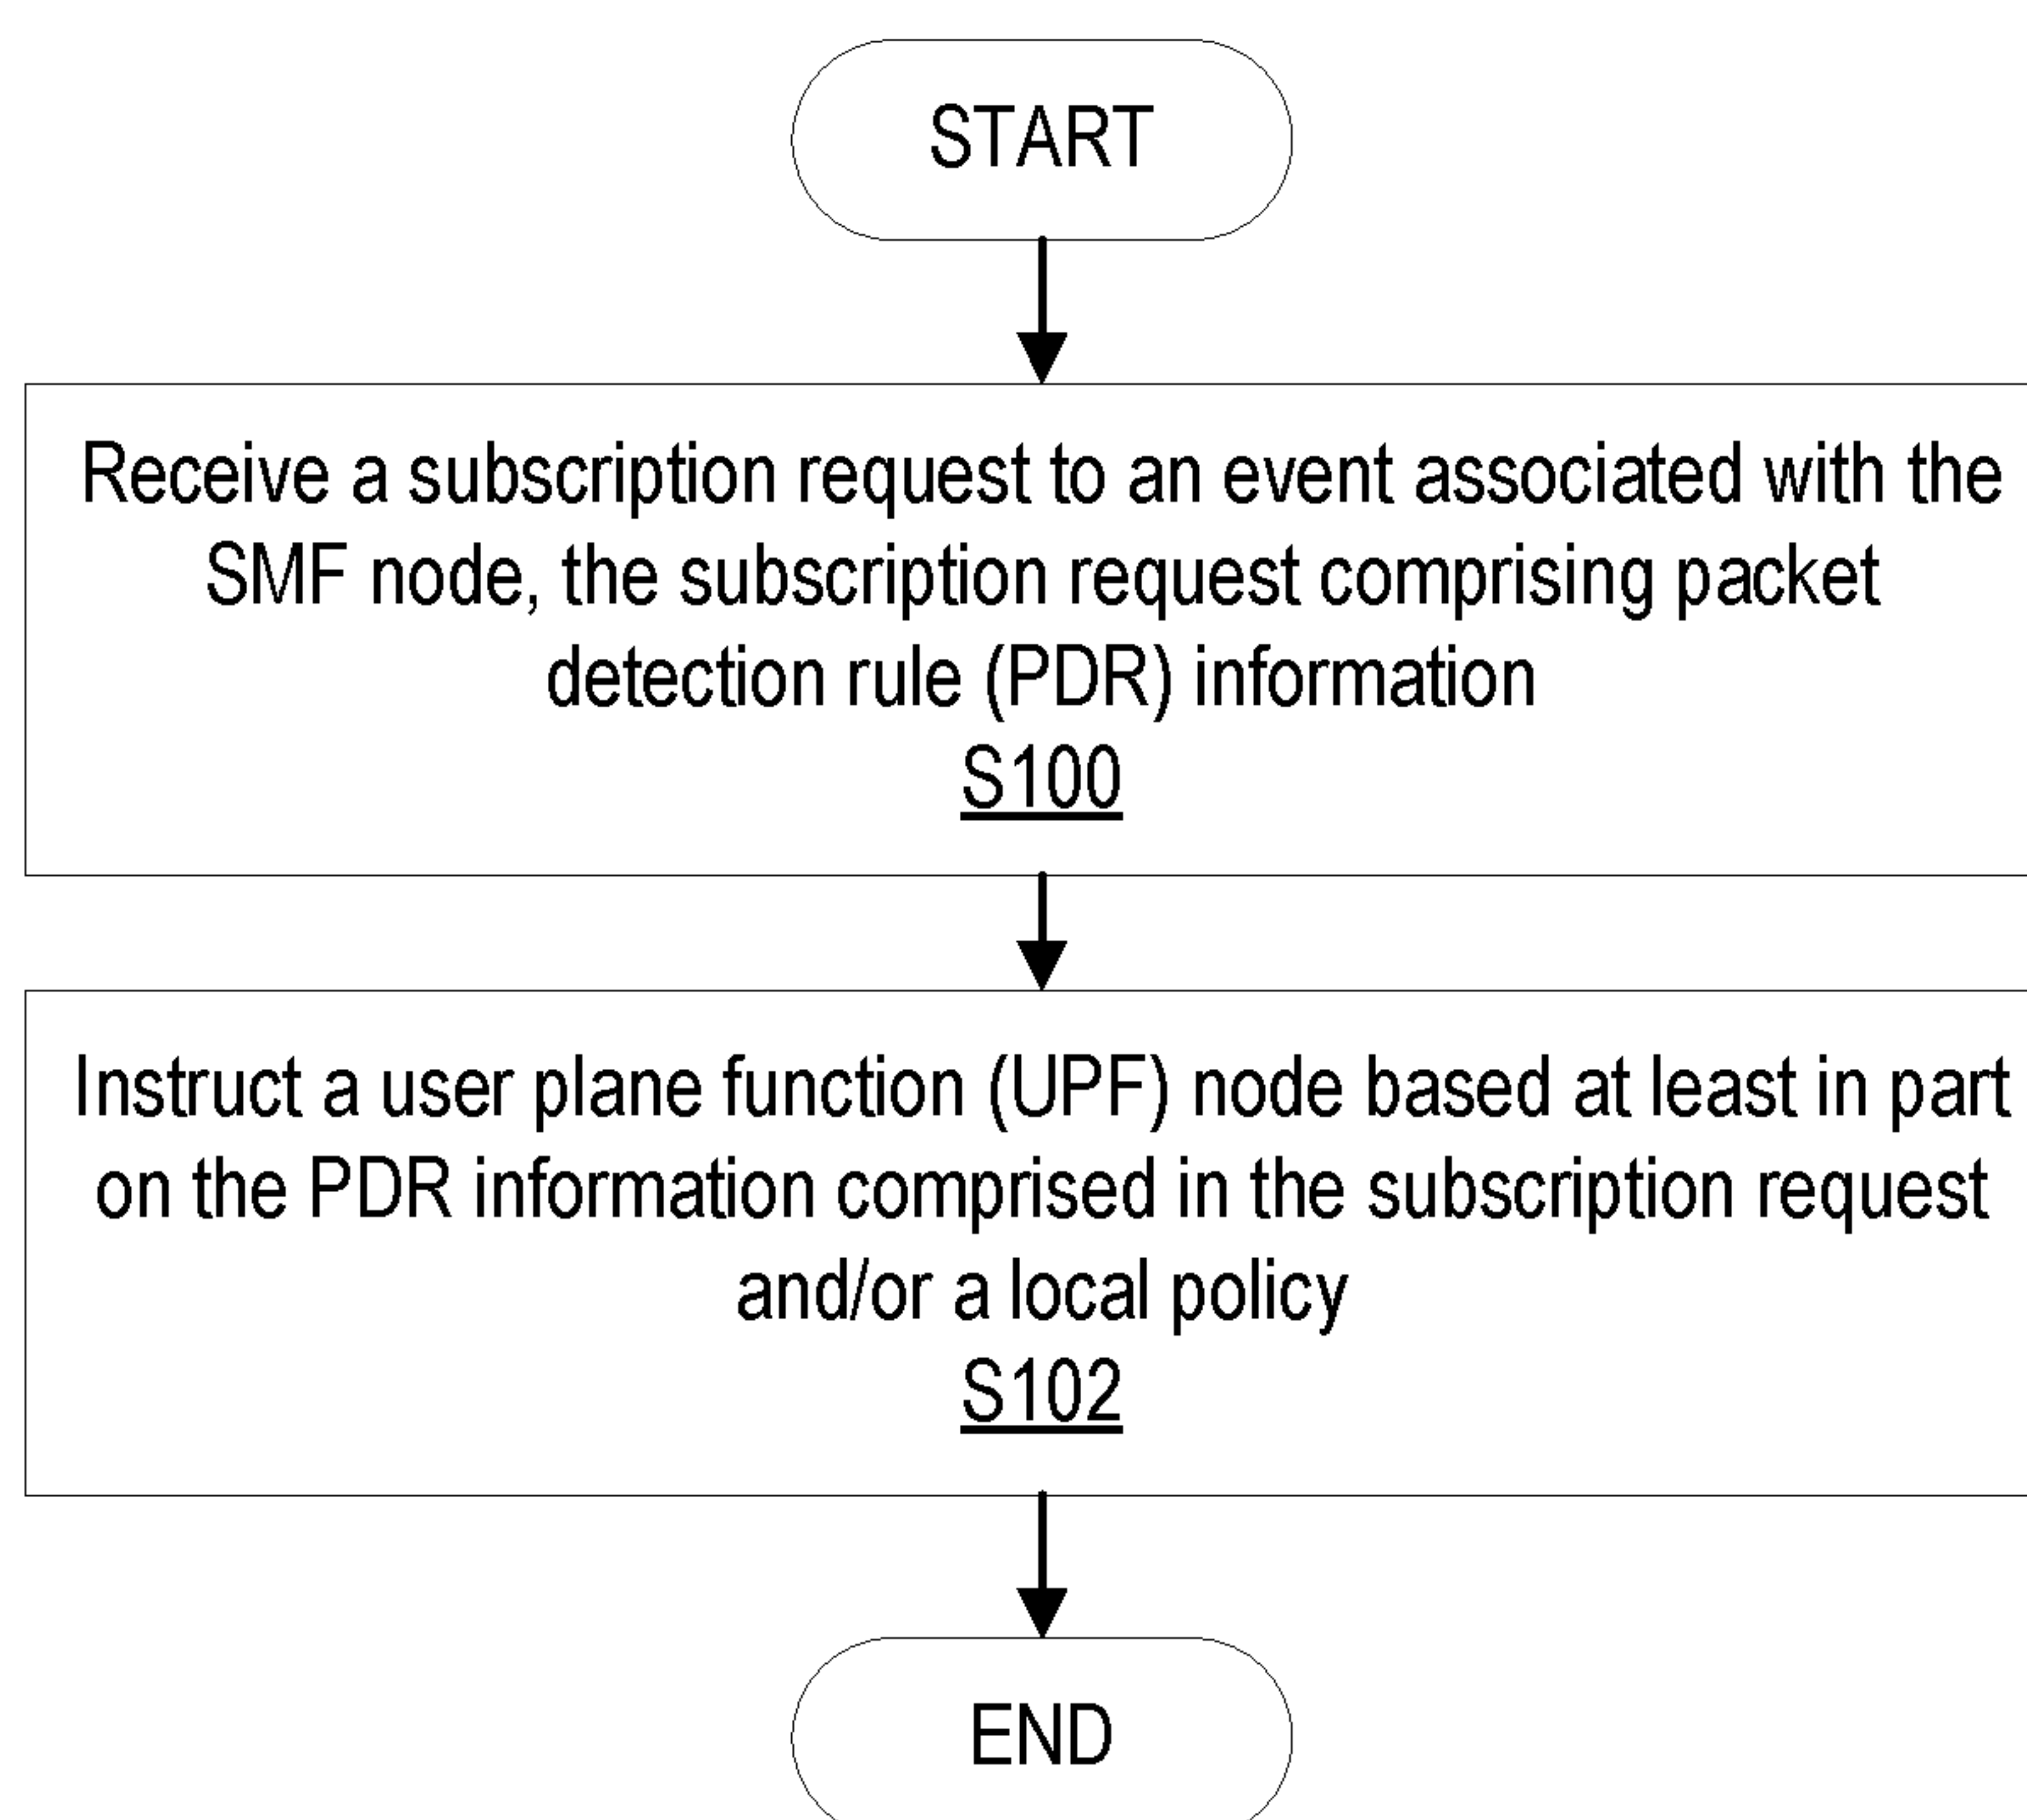 START
Receive a subscription request to an event associated with the
SMF node, the subscription request comprising packet
detection rule (PDR) information
S100
Instruct a user plane function (UPF) node based at least in part
on the PDR information comprised in the subscription request
and/or a local policy
S102
END